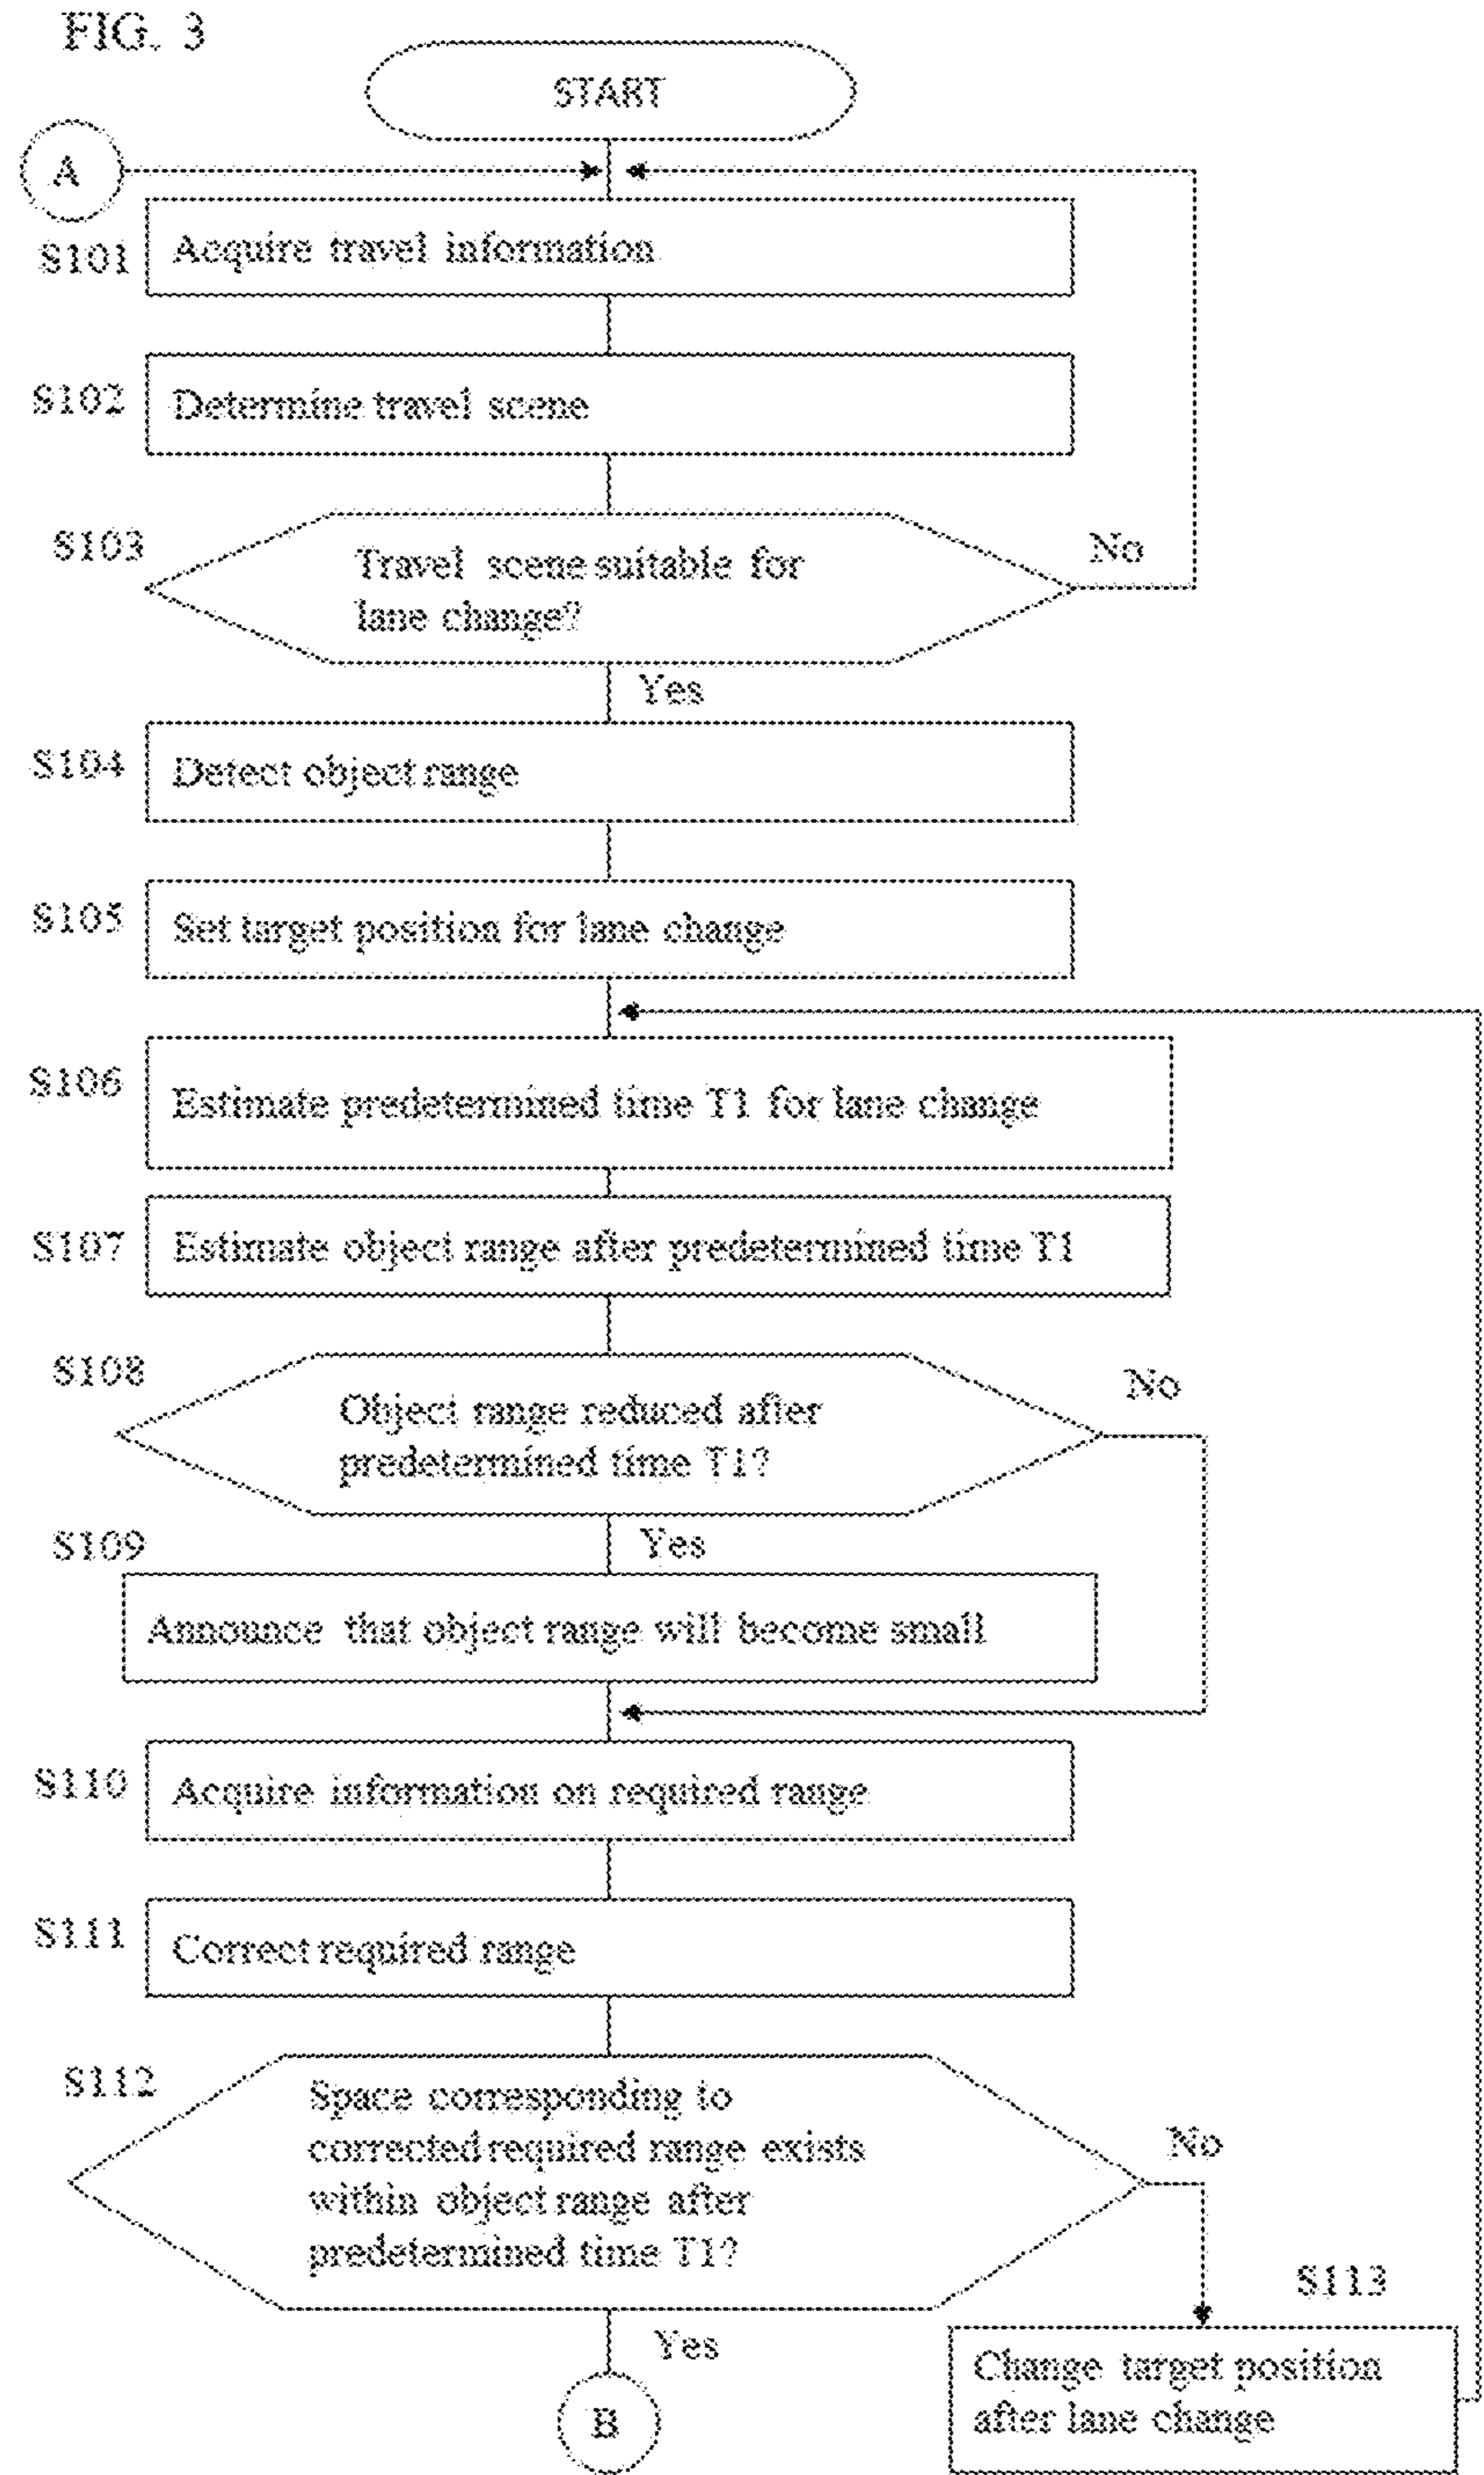 FIG. 3
START
A
S101
Acquire travel information
S102
Determine travel scene
S103
Travel scene suitable for
lane change?
No
Yes
S104
Detect object range
S105
Set target position for lane change
S106
Estimate predetermined time T1 for lane change
S107
Estimate object range after predetermined time T1
S108
Object range reduced after
predetermined time T1?
No
Yes
S109
Announce that object range will become small
S110
Acquire information on required range
S111
Correct required range
S112
Space corresponding to
corrected required range exists
within object range after
predetermined time T1?
No
Yes
S113
Change target position
after lane change
B